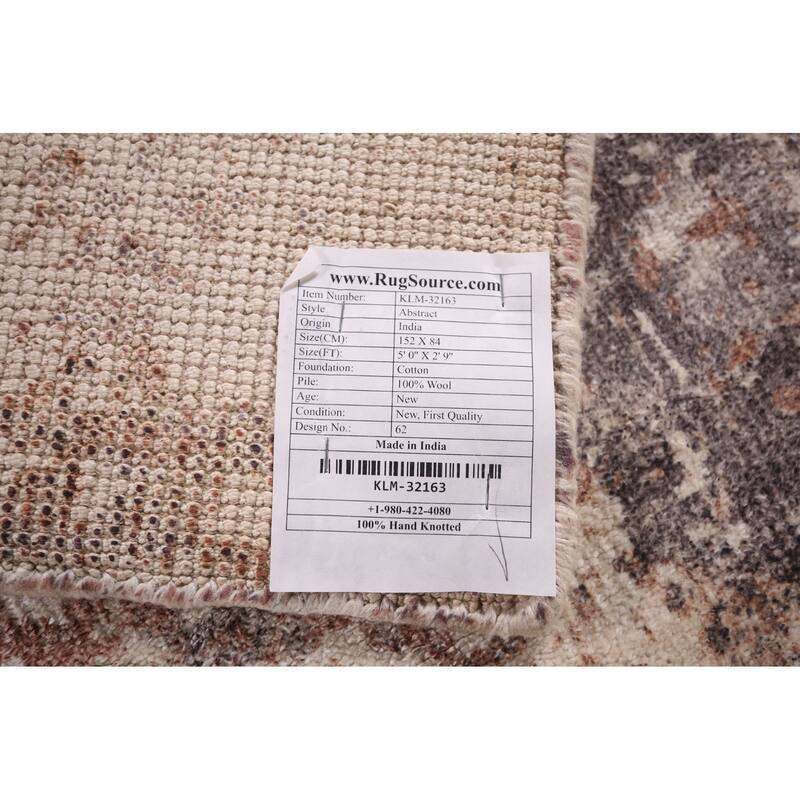 www.RugSource.com
Item Number: KLM-32163
Style Abstract
Origin India
Size(CM): 152 X 84
Size(FT): 5' 0" X 2' 9"
Foundation: Cotton
Pile: 100% Wool
Age: New
Condition: New, First Quality
Design No.: 62
Made in India
KLM-32163
+1-980-422-4080
100% Hand Knotted